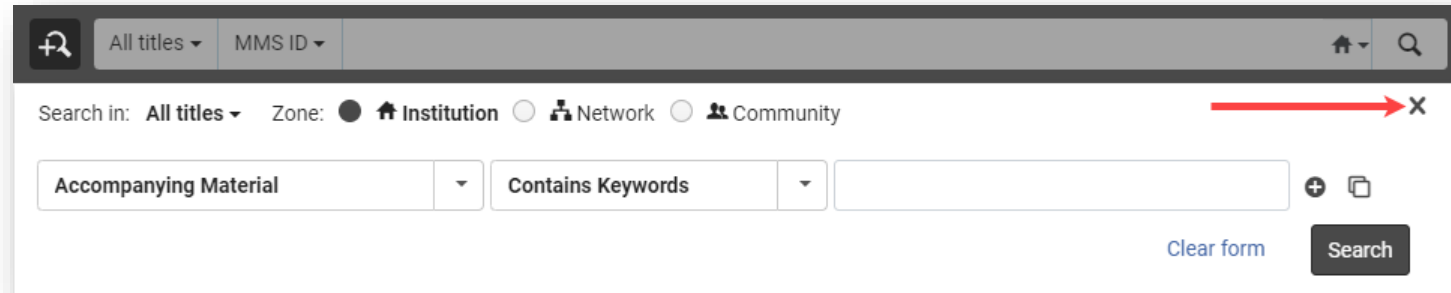 All titles MMS ID
Search in: All titles Zone: Institution Network Community
Accompanying Material Contains Keywords
Clear form Search